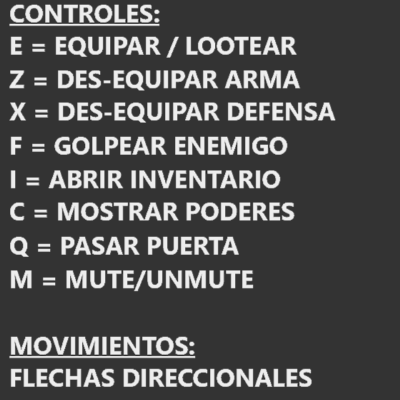 CONTROLES:
E = EQUIPAR / LOOTEAR
Z = DES-EQUIPAR ARMA
X = DES-EQUIPAR DEFENSA
F = GOLPEAR ENEMIGO
I = ABRIR INVENTARIO
C = MOSTRAR PODERES
Q = PASAR PUERTA
M = MUTE/UNMUTE
MOVIMIENTOS:
FLECHAS DIRECCIONALES